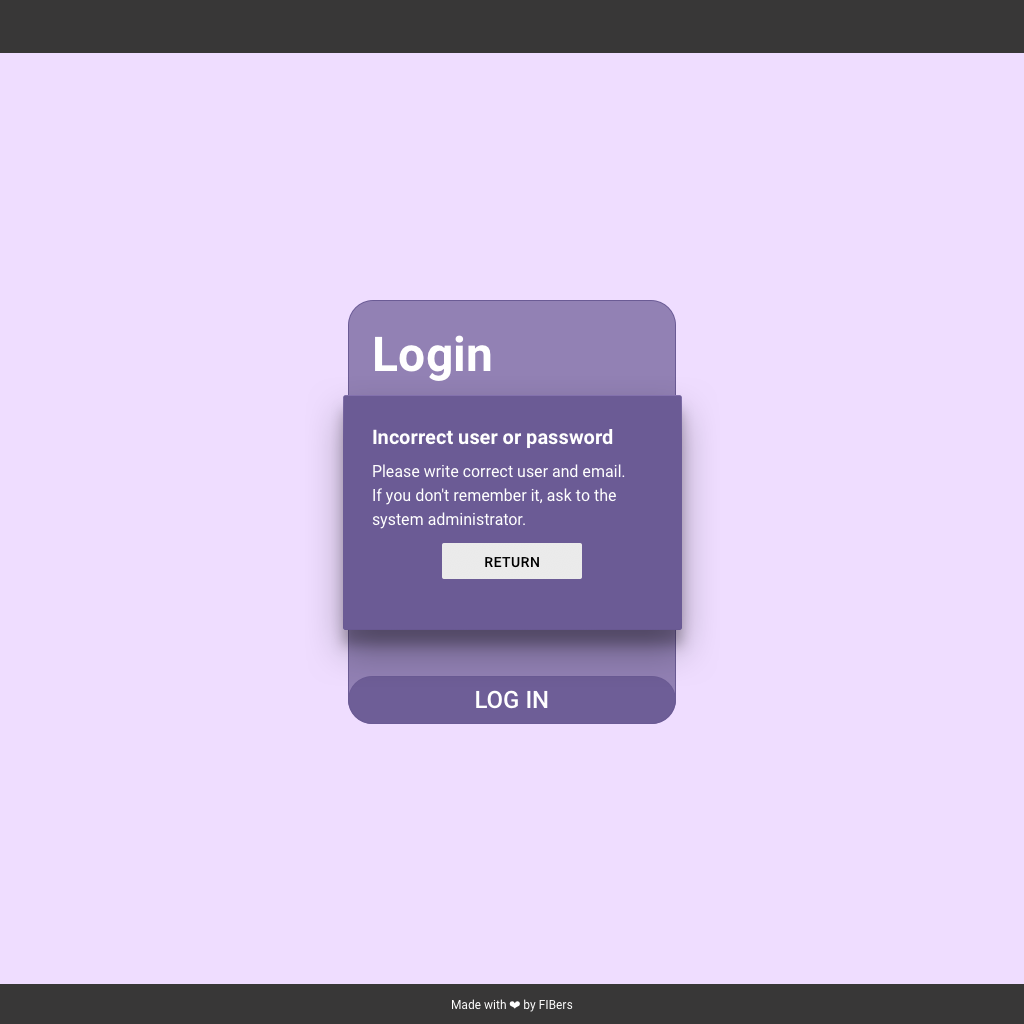 Login
Incorrect user or password
Please write correct user and email.
If you don't remember it, ask to the
system administrator.
RETURN
LOG IN
Made with ❤ by FIBers